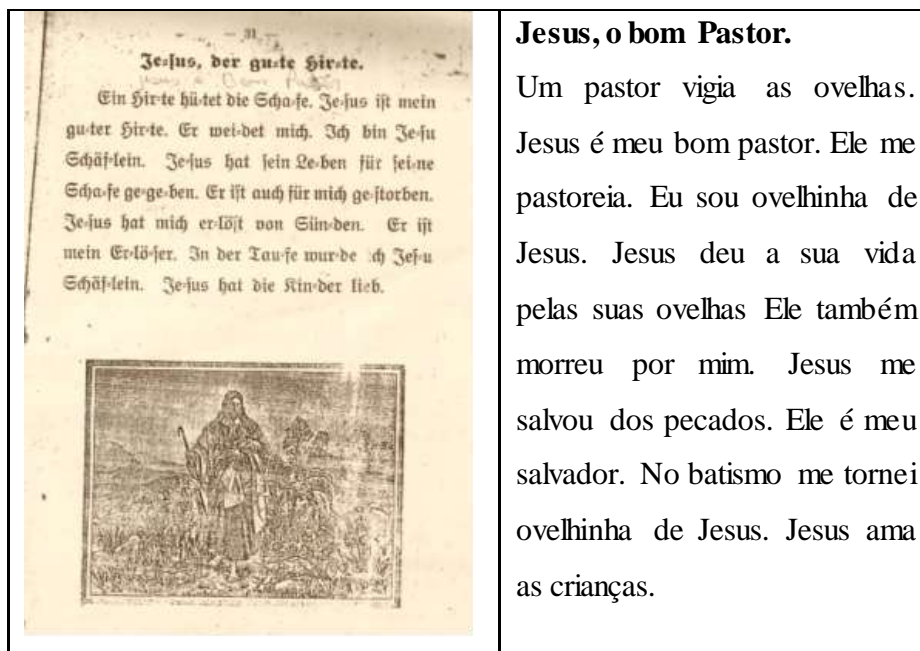 31
Je-sus, der gu-te Hir-te.
Ein Hir-te hü-tet die Scha-fe. Je-sus ist mein
gu-ter Hir-te. Er wei-det mich. Ich bin Je-su
Schäf-lein. Je-sus hat sein Le-ben für sei-ne
Scha-fe ge-ge-ben. Er ist auch für mich ge-storben.
Je-sus hat mich er-löst von Sün-den. Er ist
mein Er-lö-ser. In der Tau-fe wur-de ch Jes-u
Schäf-lein. Je-sus hat die Kin-der lieb.
Jesus, o bom Pastor.
Um pastor vigia as ovelhas.
Jesus é meu bom pastor. Ele me
pastoreia. Eu sou ovelhinha de
Jesus. Jesus deu a sua vida
pelas suas ovelhas Ele também
morreu por mim. Jesus me
salvou dos pecados. Ele é meu
salvador. No batismo me tornei
ovelhinha de Jesus. Jesus ama
as crianças.